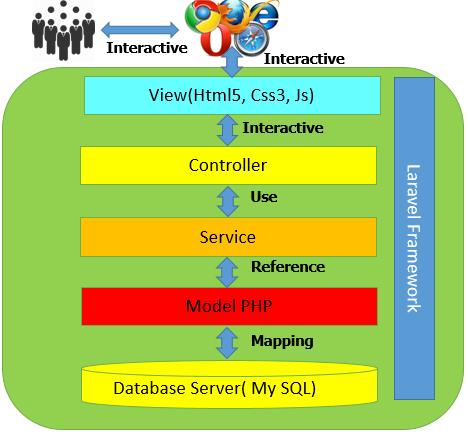 Interactive
Interactive
View(Html5, Css3, Js)
Interactive
Controller
Use
Service
Reference
Model PHP
Mapping
Database Server( My SQL)
Laravel Framework